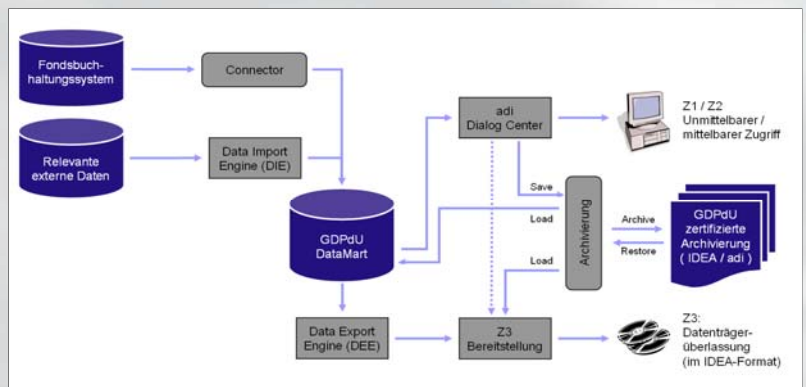 Fondsbuch-
haltungssystem
Connector
adi
Dialog Center
Z1 / Z2
Unmittelbarer /
mittelbarer Zugriff
Relevante
externe Daten
Data Import
Engine (DIE)
Save
Load
Archivierung
Archive
Restore
GDPdU
zertifizierte
Archivierung
( IDEA / adi )
GDPdU
DataMart
Load
Data Export
Engine (DEE)
Z3
Bereitstellung
Z3:
Datenträger-
überlassung
(im IDEA-Format)